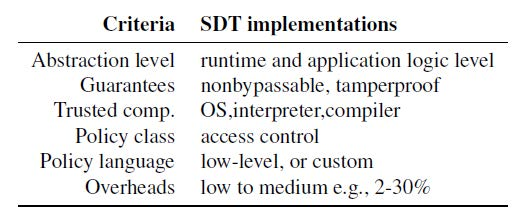 Criteria SDT implementations
Abstraction level runtime and application logic level
Guarantees nonbypassable, tamperproof
Trusted comp. OS,interpreter,compiler
Policy class access control
Policy language low-level, or custom
Overheads low to medium e.g., 2-30%